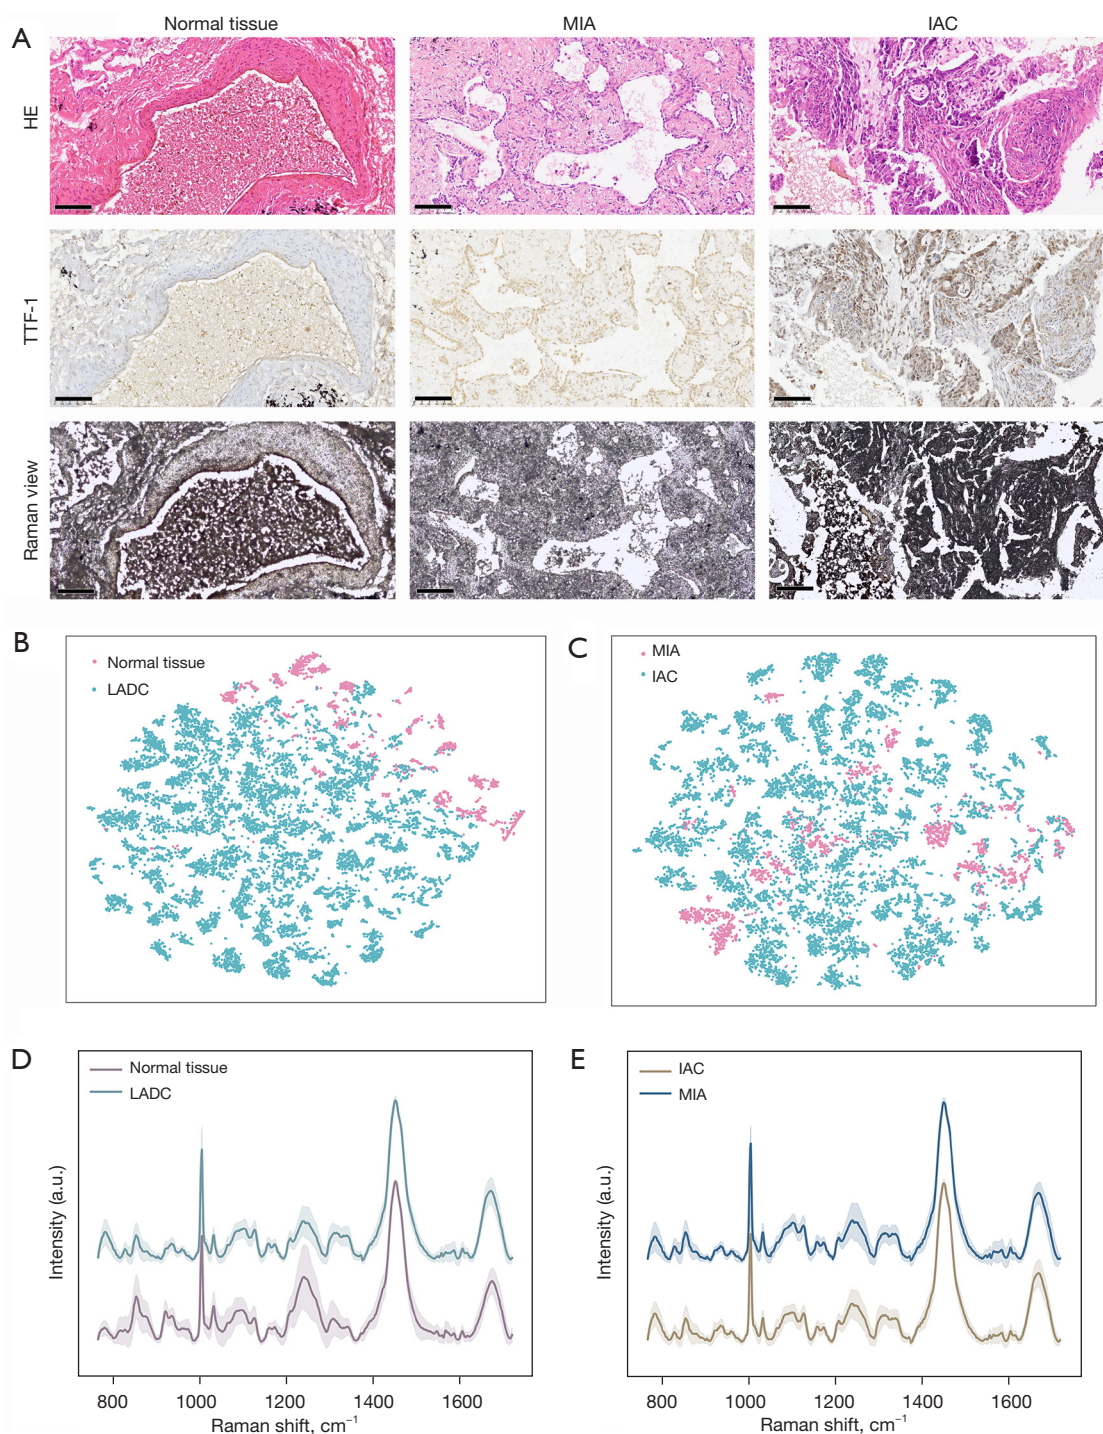 A
Normal tissue
MIA
IAC
HE
TTF-1
Raman view
B
Normal tissue
LADC
C
MIA
IAC
D
Normal tissue
LADC
Intensity (a.u.)
800 1000 1200 1400 1600
Raman shift, cm⁻¹
E
IAC
MIA
Intensity (a.u.)
800 1000 1200 1400 1600
Raman shift, cm⁻¹